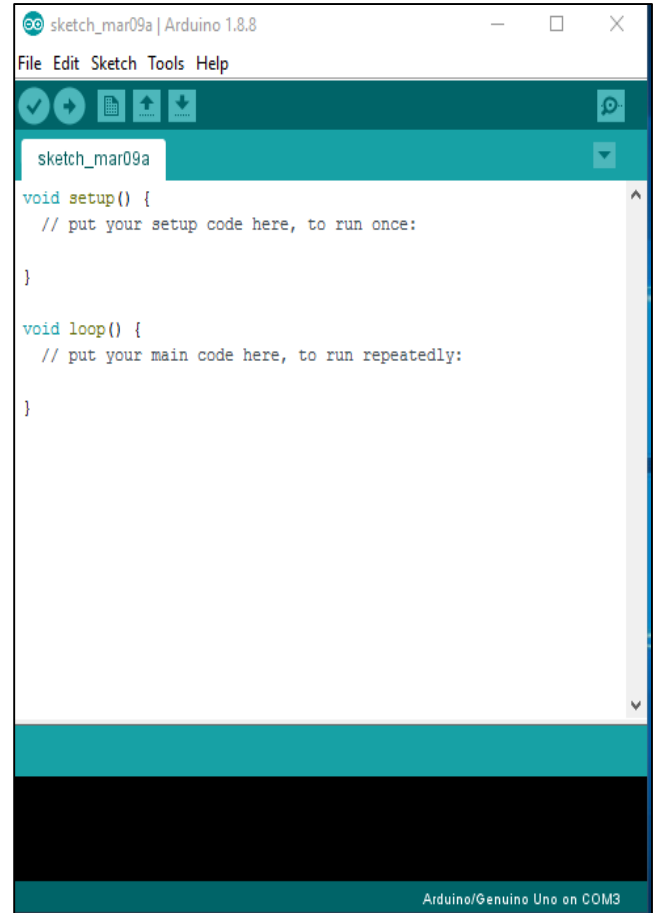 sketch_mar09a | Arduino 1.8.8
File Edit Sketch Tools Help
sketch_mar09a
void setup() {
  // put your setup code here, to run once:
}
void loop() {
  // put your main code here, to run repeatedly:
}
Arduino/Genuino Uno on COM3